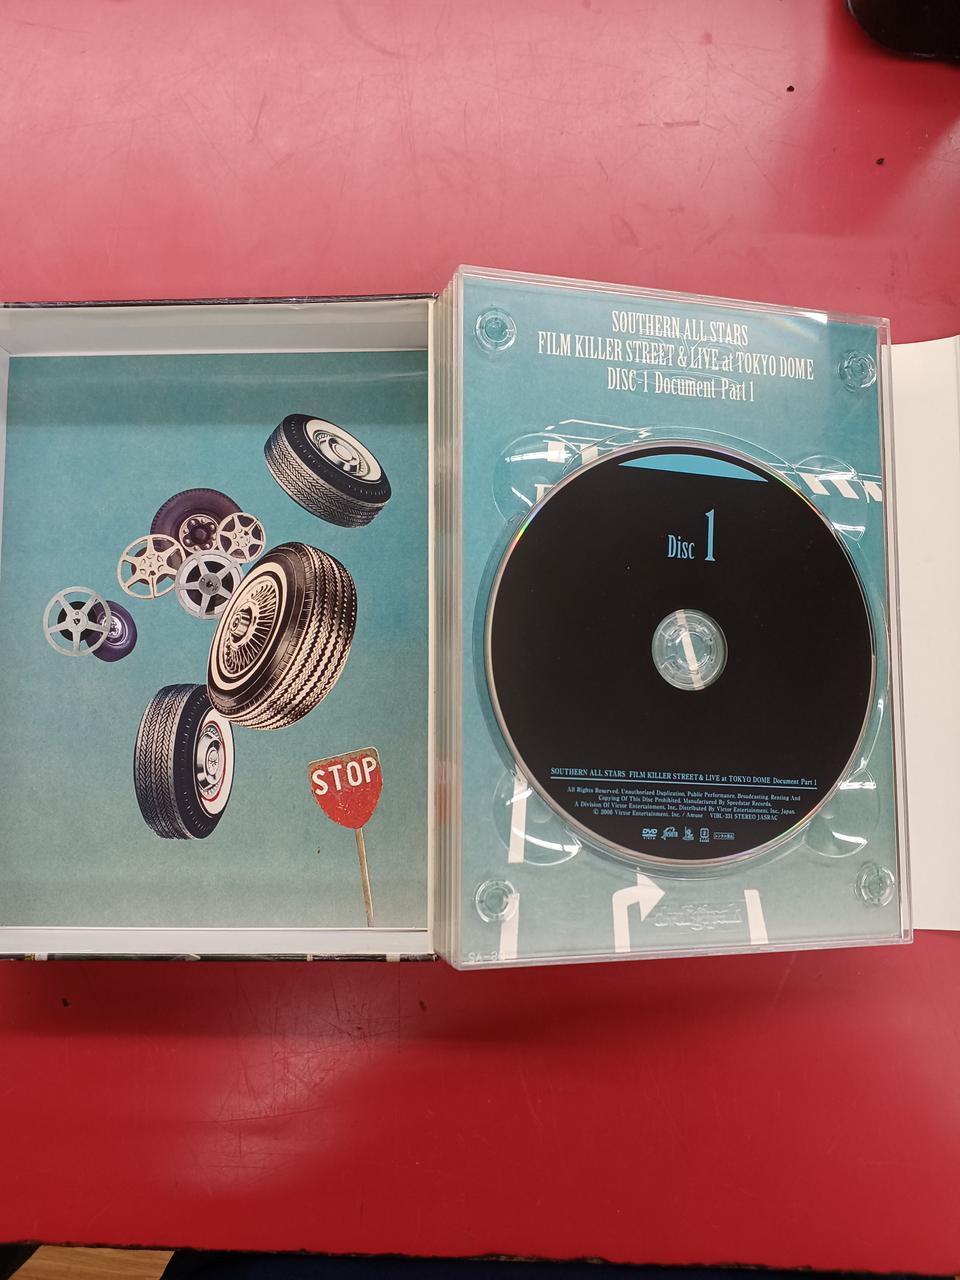 STOP
SOUTHERN ALL STARS
FILM KILLER STREET & LIVE at TOKYO DOME
DISC-1 Document Part 1
Disc 1
SOUTHERN ALL STARS FILM KILLER STREET & LIVE at TOKYO DOME Document Part 1
All Rights Reserved. Unauthorized Duplication, Public Performance, Broadcasting, Renting And
Copying Of This Disc Prohibited. Manufactured By Speedstar Records.
A Division Of Victor Entertainment, Inc. Distributed By Victor Entertainment, Inc, Japan.
© 2006 Victor Entertainment, Inc. / Amuse VIBL-331 STEREO JASRAC
DVD
VIDEO